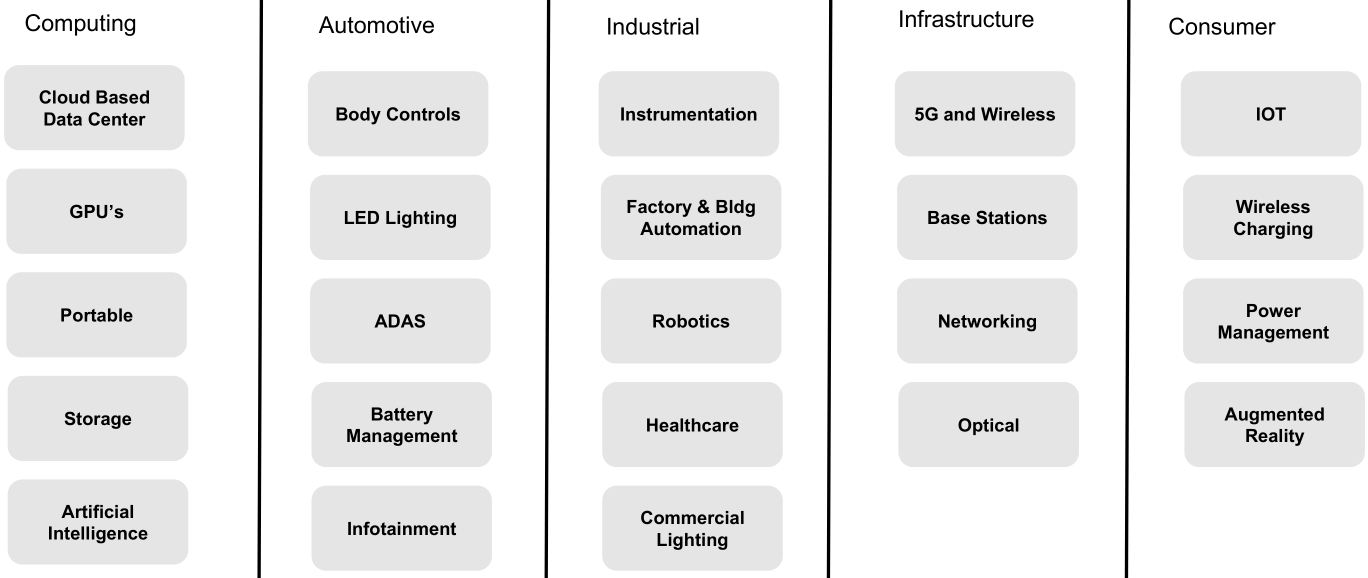 Computing
Cloud Based
Data Center
GPU’s
Portable
Storage
Artificial
Intelligence
Automotive
Body Controls
LED Lighting
ADAS
Battery
Management
Infotainment
Industrial
Instrumentation
Factory & Bldg
Automation
Robotics
Healthcare
Commercial
Lighting
Infrastructure
5G and Wireless
Base Stations
Networking
Optical
Consumer
IOT
Wireless
Charging
Power
Management
Augmented
Reality